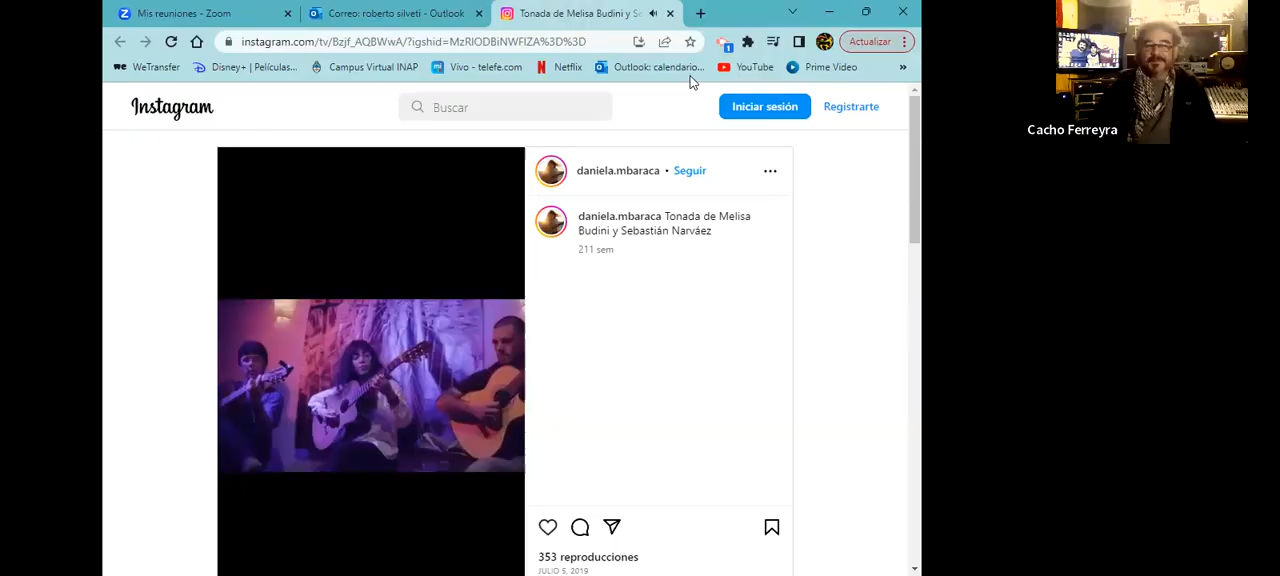 Mis reuniones - Zoom
Correo: roberto silveti - Outlook
Tonada de Melisa Budini y Se
instagram.com/tv/Bzjf_AQBWwA/?igshid=MzRlODBiNWFlZA%3D%3D
1
Actualizar
WeTransfer
Disney+ | Películas...
Campus Virtual INAP
Vivo - telefe.com
Netflix
Outlook: calendario...
YouTube
Prime Video
»
Instagram
Buscar
Iniciar sesión
Registrarte
daniela.mbaraca • Seguir
daniela.mbaraca Tonada de Melisa
Budini y Sebastián Narváez
211 sem
353 reproducciones
JULIO 5, 2019
Cacho Ferreyra